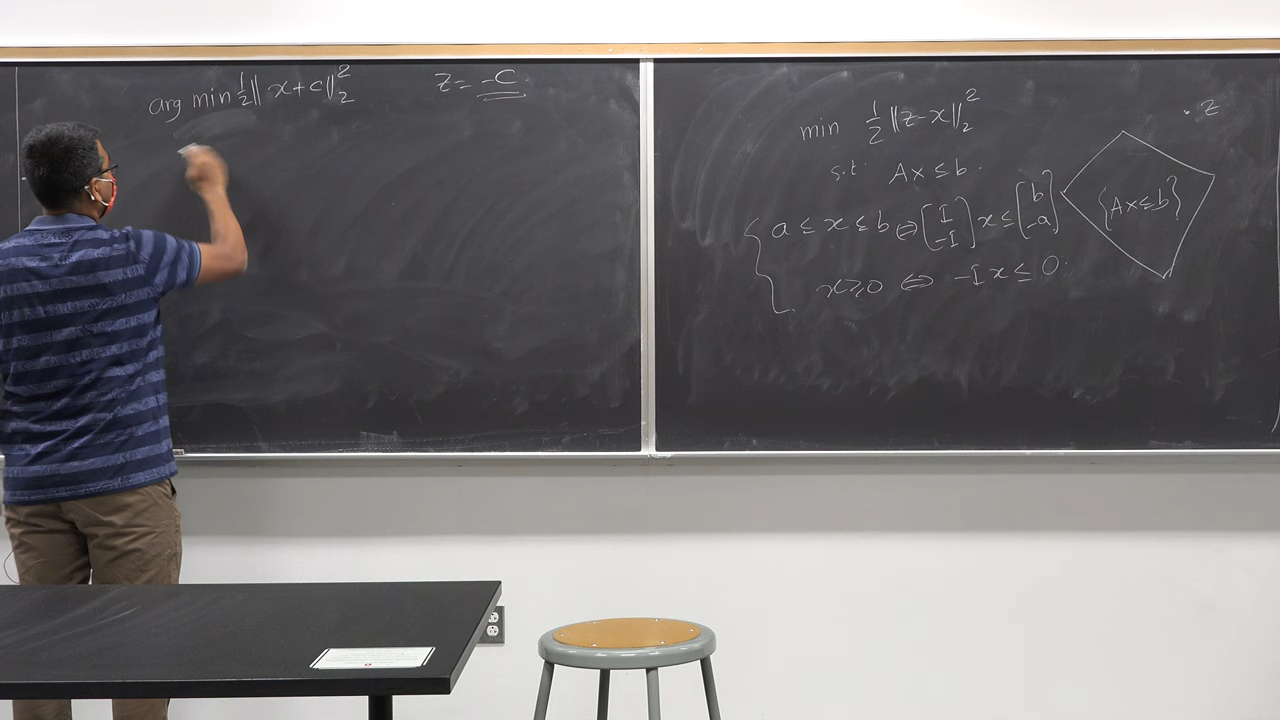 arg min ½‖ x + c‖₂² z = -c.
min ½ ‖z-x‖₂²
s.t Ax ≤ b.
a ≤ x ≤ b ⇔ [I -I] x ≤ [b -a]
x ≥ 0 ⇔ -I x ≤ 0.
. z
{Ax ≤ b}